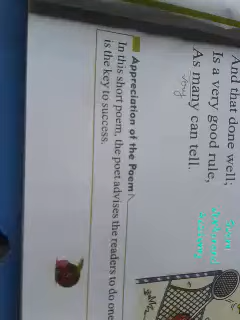 And that done well;
Is a very good rule,
As many can tell.
Appreciation of the Poem
In this short poem, the poet advises the readers to do one
is the key to success.